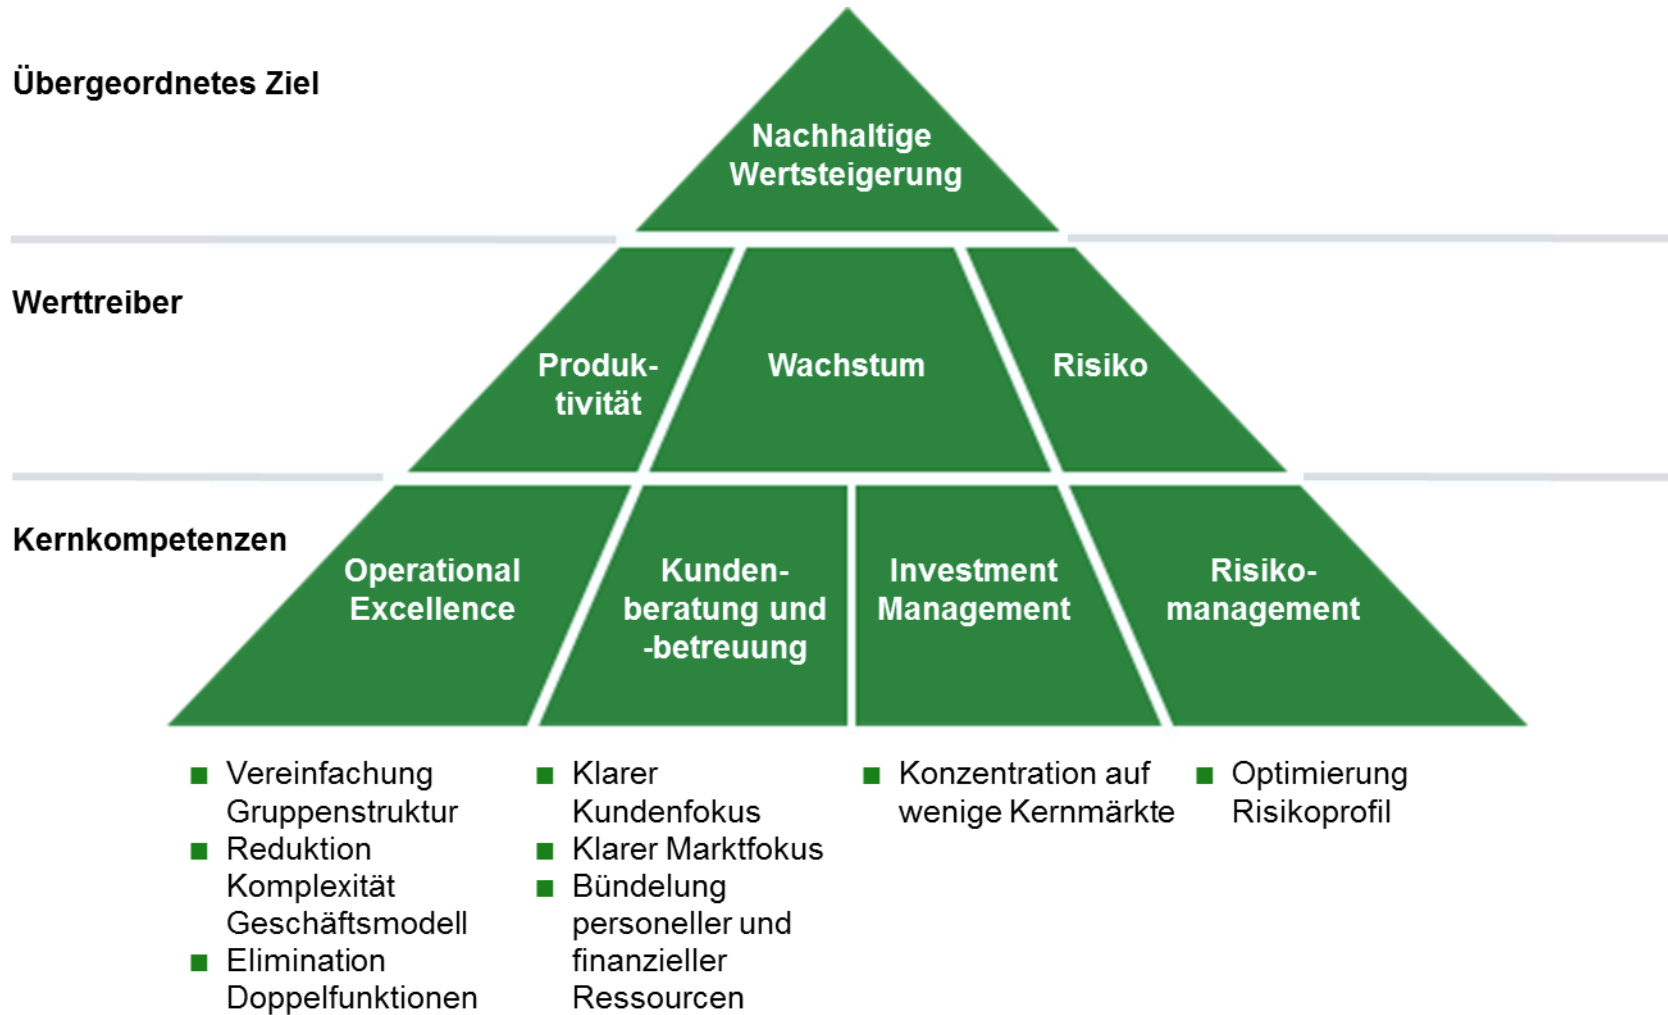 Übergeordnetes Ziel
Nachhaltige
Wertsteigerung
Werttreiber
Produk-
tivität
Wachstum
Risiko
Kernkompetenzen
Operational
Excellence
Kunden-
beratung und
-betreuung
Investment
Management
Risiko-
management
Vereinfachung
Gruppenstruktur
Reduktion
Komplexität
Geschäftsmodell
Elimination
Doppelfunktionen
Klarer
Kundenfokus
Klarer Marktfokus
Bündelung
personeller und
finanzieller
Ressourcen
Konzentration auf
wenige Kernmärkte
Optimierung
Risikoprofil